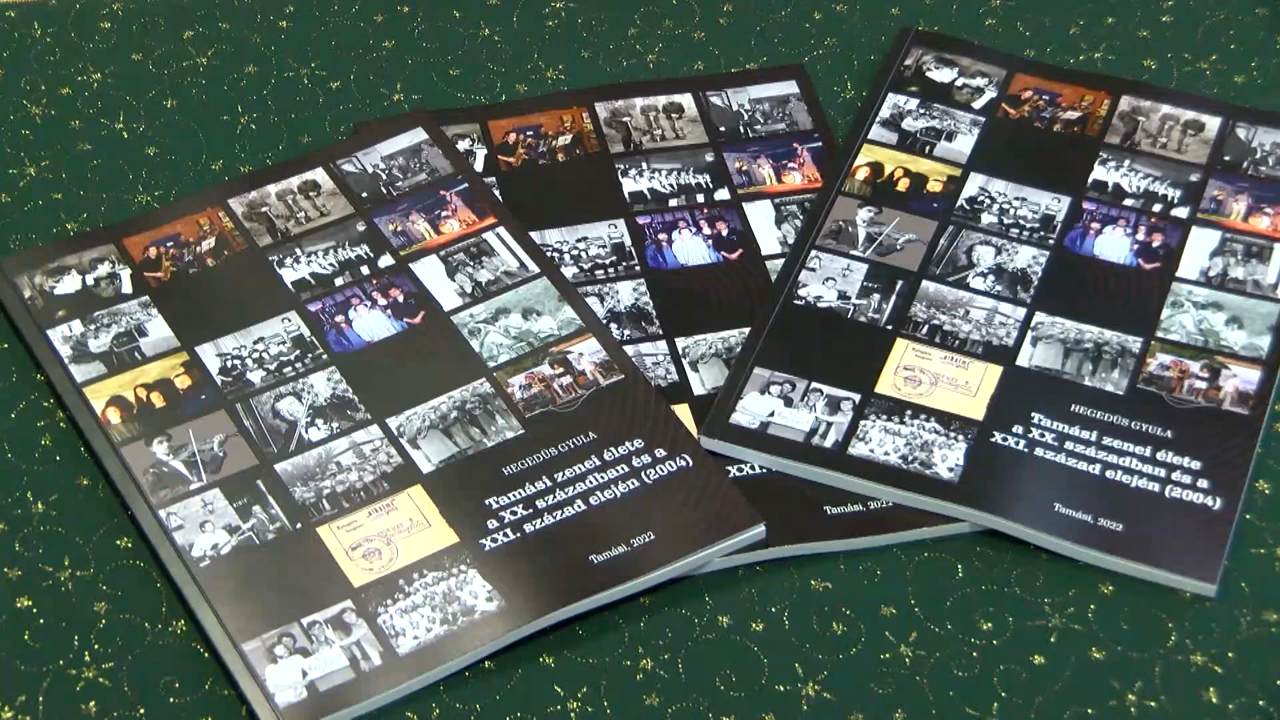 HEGEDŰS GYULA
Tamási zenei élete
a XX. században és a
XXI. század elején (2004)
Tamási, 2022
XXI.
Tamási, 2022
HEGEDŰS GYULA
Tamási zenei élete
a XX. században és a
XXI. század elején (2004)
Tamási, 2022